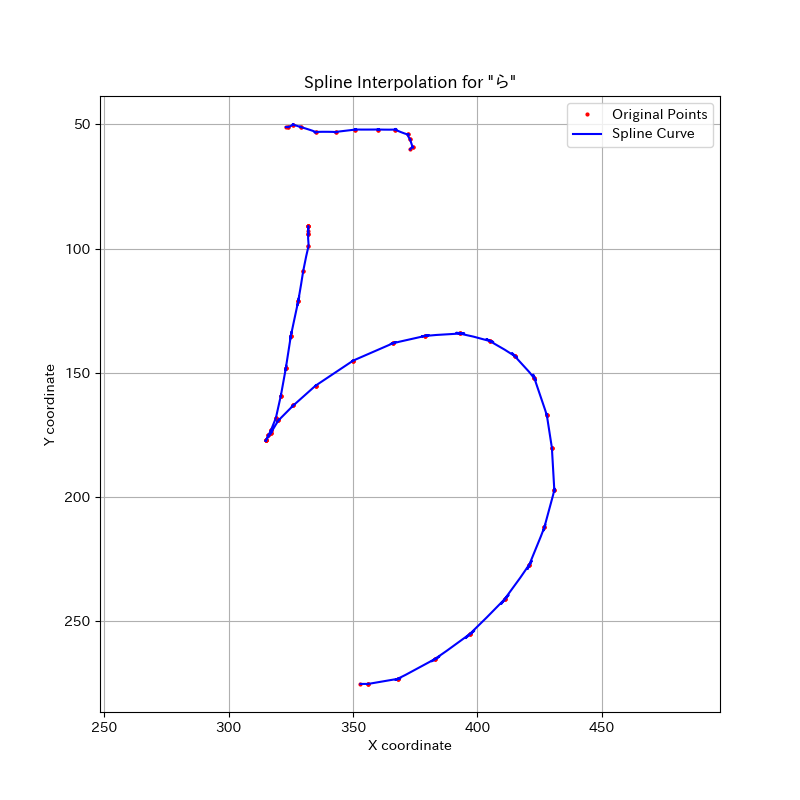 Spline Interpolation for "ら"
Original Points
Spline Curve
50
100
150
200
250
Y coordinate
250
300
350
400
450
X coordinate
ら